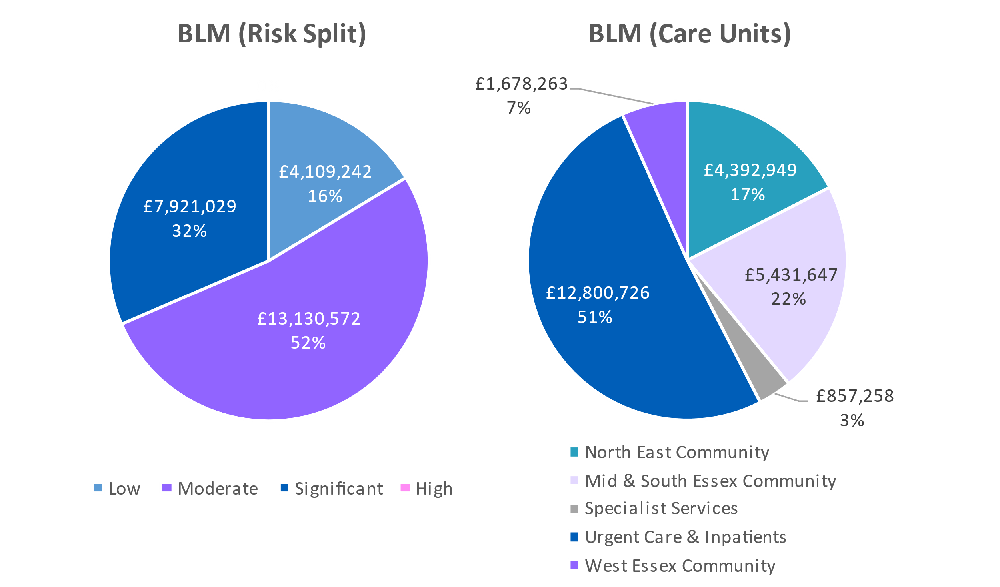 BLM (Risk Split)
£4,109,242
16%
£7,921,029
32%
£13,130,572
52%
Low
Moderate
Significant
High
BLM (Care Units)
£1,678,263
7%
£4,392,949
17%
£5,431,647
22%
£12,800,726
51%
£857,258
3%
North East Community
Mid & South Essex Community
Specialist Services
Urgent Care & Inpatients
West Essex Community